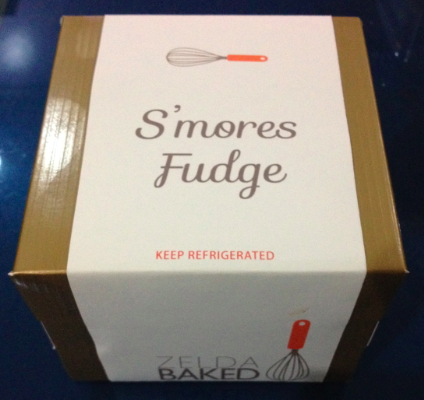 S'mores
Fudge
KEEP REFRIGERATED
ZELDA
BAKED